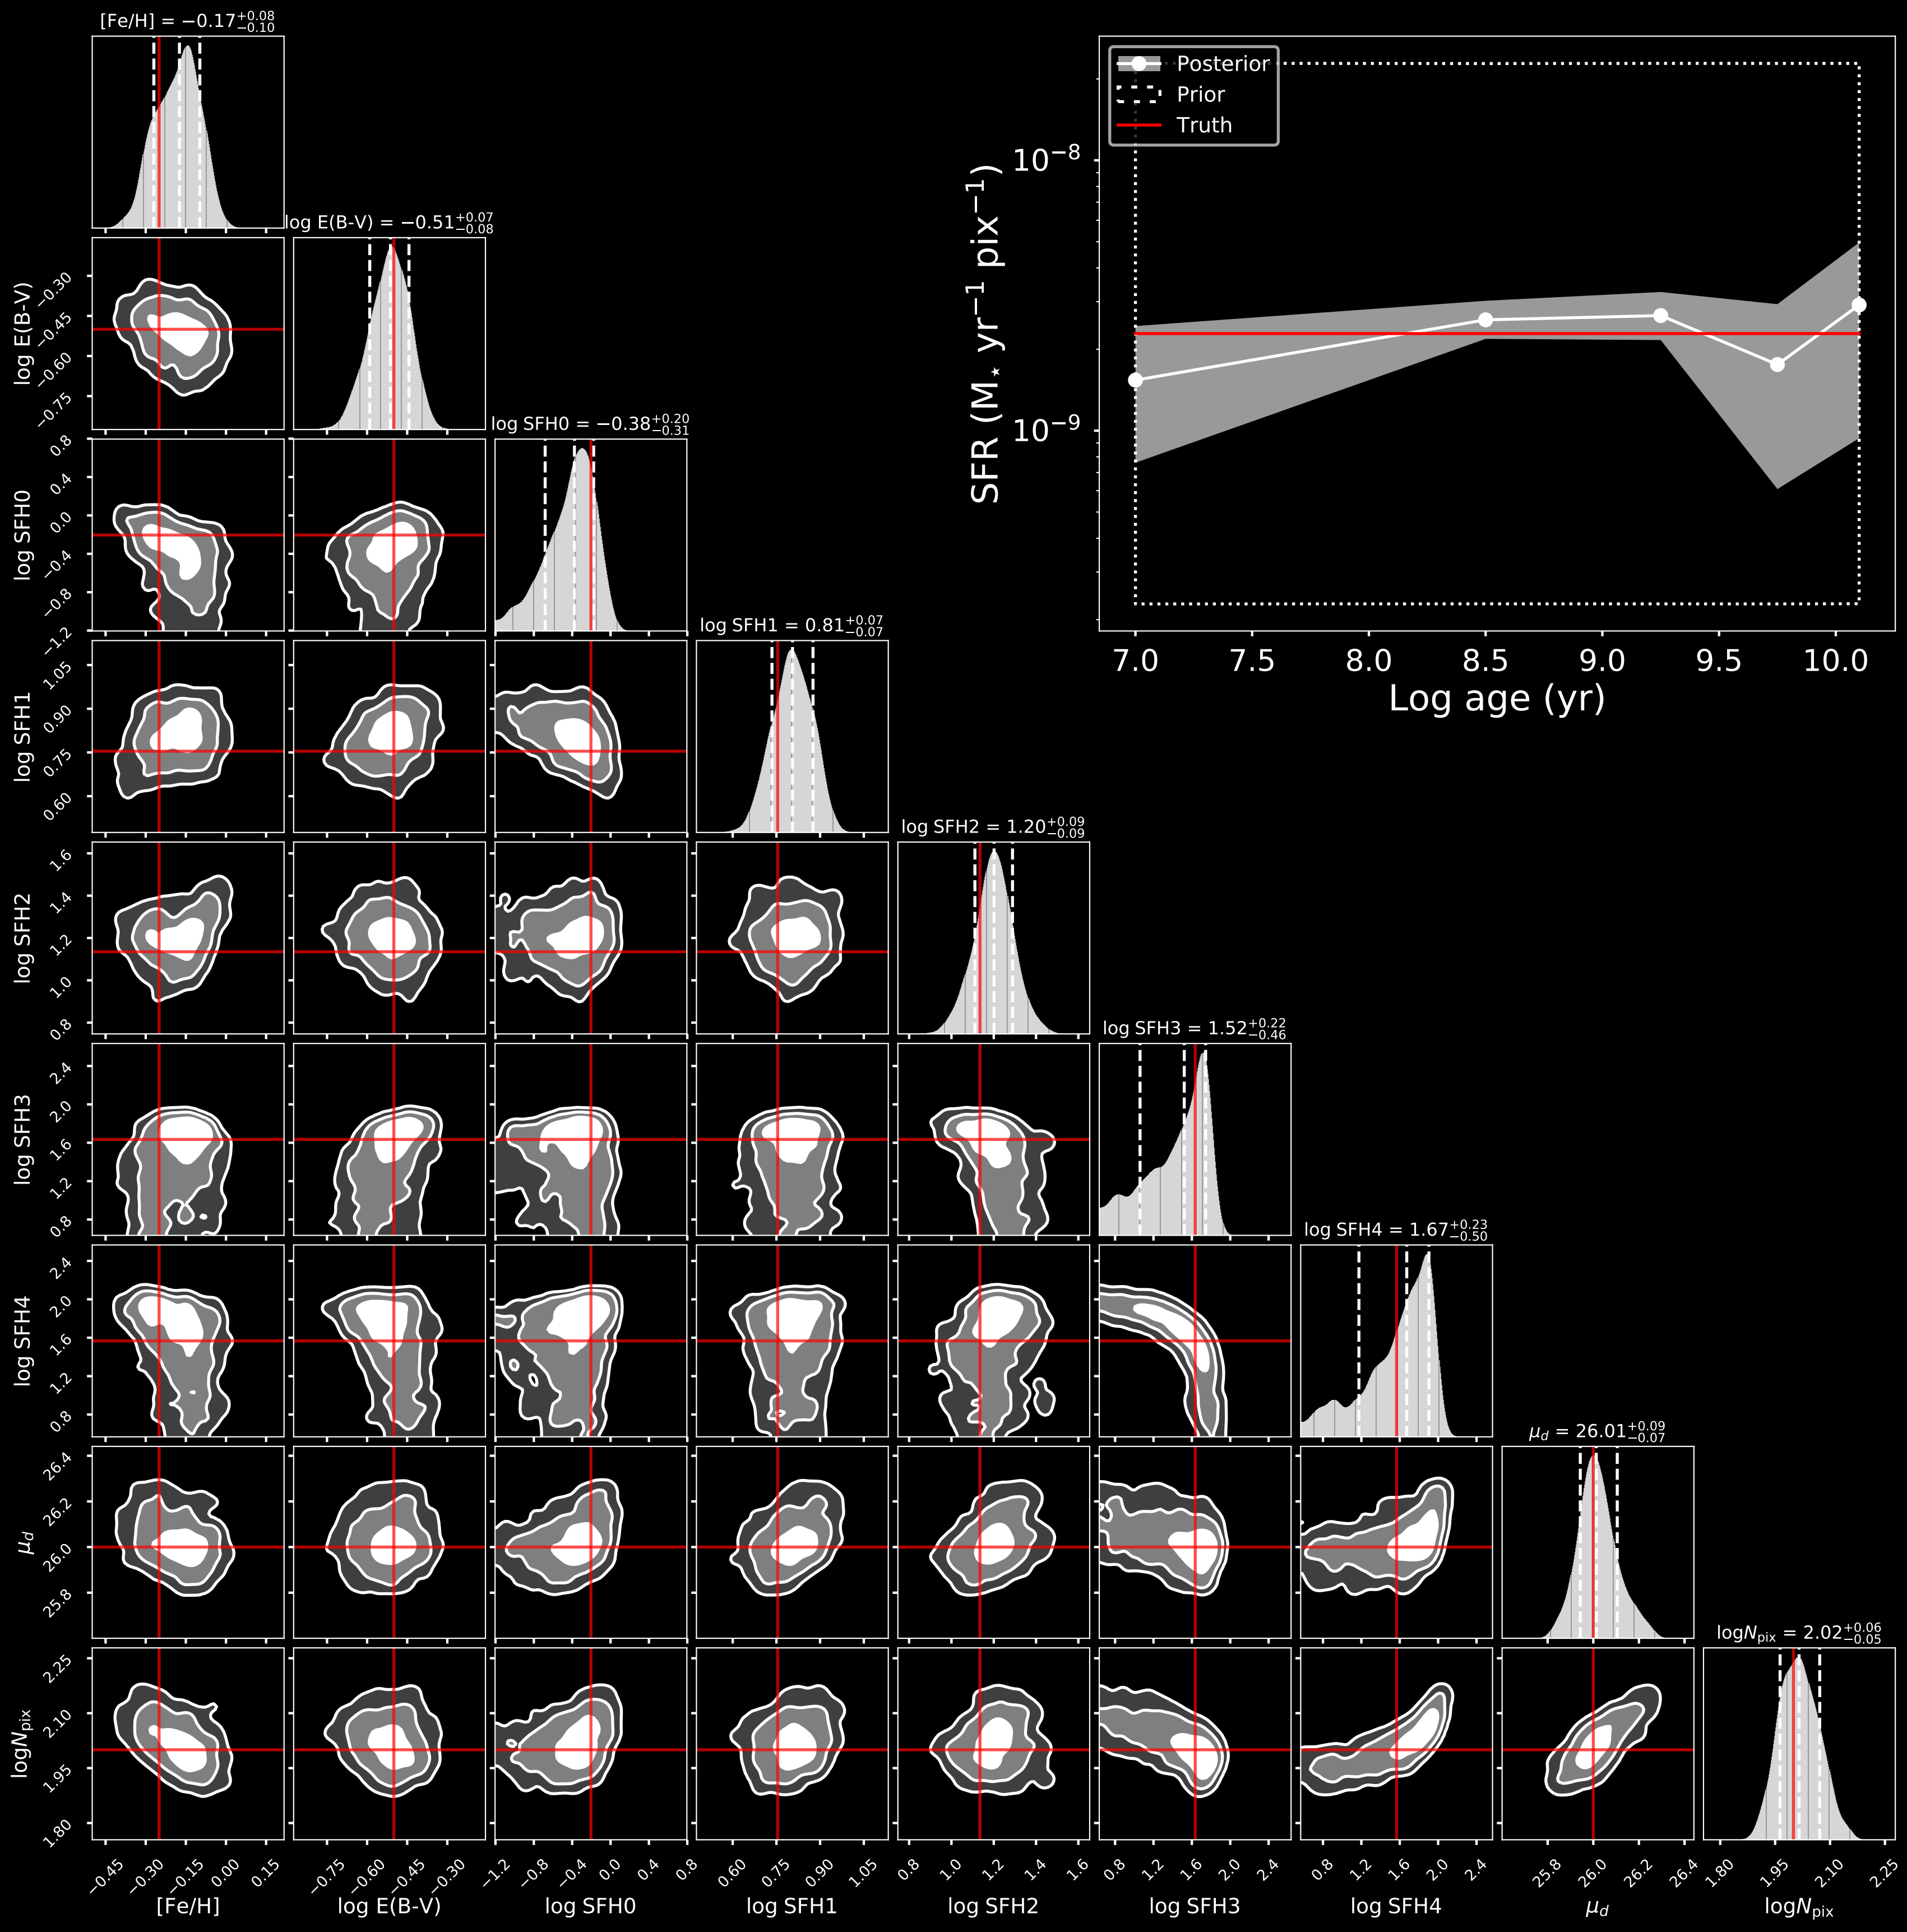 [Fe/H] = −0.17+0.08−0.10
Posterior
Prior
Truth
10−8
10−9
SFR (M⋆ yr−1 pix−1)
7.0 7.5 8.0 8.5 9.0 9.5 10.0
Log age (yr)
log E(B-V) = −0.51+0.07−0.08
log E(B-V)
−0.30
−0.45
−0.60
−0.75
log SFH0 = −0.38+0.20−0.31
log SFH0
0.8
0.4
0.0
−0.4
−0.8
−1.2
log SFH1 = 0.81+0.07−0.07
log SFH1
1.05
0.90
0.75
0.60
log SFH2 = 1.20+0.09−0.09
log SFH2
1.6
1.4
1.2
1.0
0.8
log SFH3 = 1.52+0.22−0.46
log SFH3
2.4
2.0
1.6
1.2
0.8
log SFH4 = 1.67+0.23−0.50
log SFH4
2.4
2.0
1.6
1.2
0.8
μd = 26.01+0.09−0.07
μd
26.4
26.2
26.0
25.8
logNpix = 2.02+0.06−0.05
logNpix
2.25
2.10
1.95
1.80
−0.45 −0.30 −0.15 0.00 0.15
−0.75 −0.60 −0.45 −0.30
−1.2 −0.8 −0.4 0.0 0.4 0.8
0.60 0.75 0.90 1.05
0.8 1.0 1.2 1.4 1.6
0.8 1.2 1.6 2.0 2.4
0.8 1.2 1.6 2.0 2.4
25.8 26.0 26.2 26.4
1.80 1.95 2.10 2.25
[Fe/H]
log E(B-V)
log SFH0
log SFH1
log SFH2
log SFH3
log SFH4
μd
logNpix